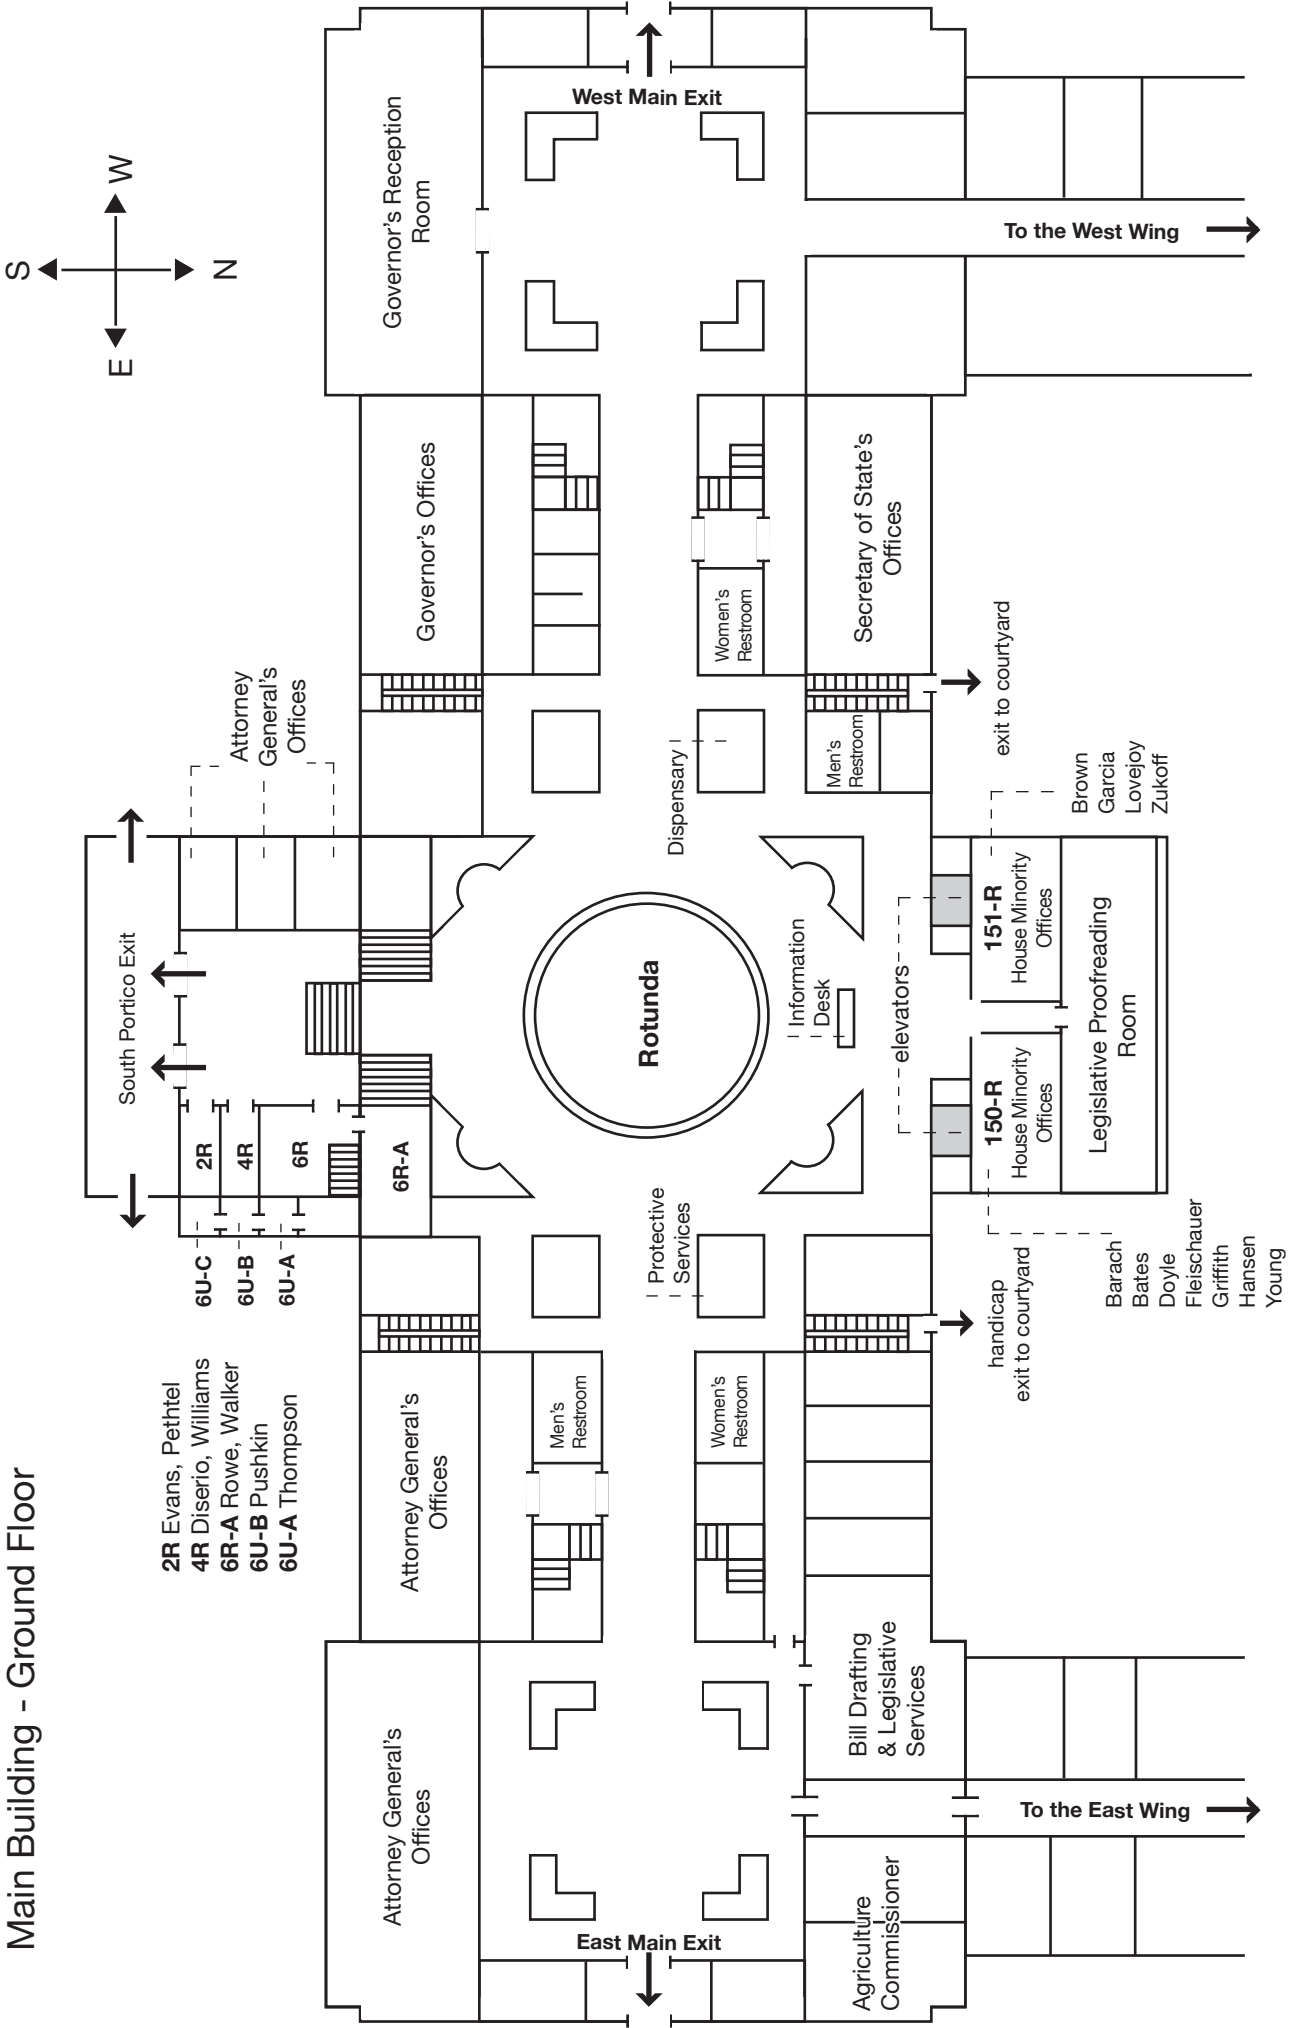 Main Building - Ground Floor
2R Evans, Pethtel
4R Diserio, Williams
6R-A Rowe, Walker
6U-B Pushkin
6U-A Thompson
S
E
W
N
South Portico Exit
Attorney
General's
Offices
6U-C
6U-B
6U-A
2R
4R
6R
6R-A
Attorney General's
Offices
Attorney General's
Offices
Governor's Offices
Governor's Reception
Room
Men's
Restroom
Women's
Restroom
Protective
Services
Rotunda
Dispensary
Women's
Restroom
East Main Exit
West Main Exit
Information
Desk
elevators
Men's
Restroom
Agriculture
Commissioner
Bill Drafting
& Legislative
Services
Secretary of State's
Offices
150-R
House Minority
Offices
151-R
House Minority
Offices
Legislative Proofreading
Room
handicap
exit to courtyard
exit to courtyard
Barach
Bates
Doyle
Fleischauer
Griffith
Hansen
Young
Brown
Garcia
Lovejoy
Zukoff
To the East Wing
To the West Wing